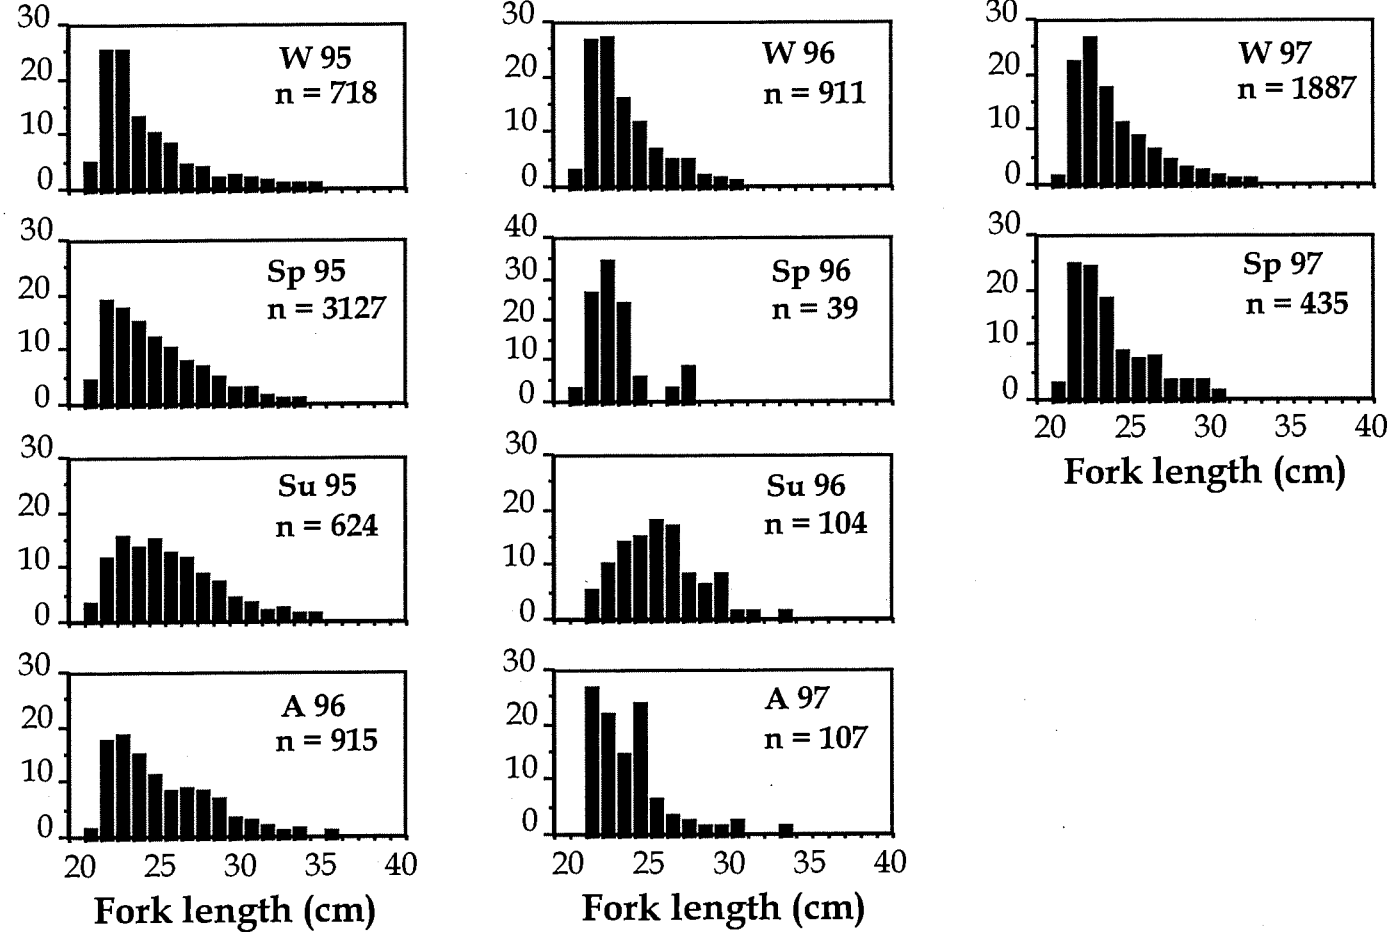 30
20
10
0
W 95
n = 718
30
20
10
0
W 96
n = 911
30
20
10
0
W 97
n = 1887
30
20
10
0
Sp 95
n = 3127
40
30
20
10
0
Sp 96
n = 39
30
20
10
0
Sp 97
n = 435
20 25 30 35 40
Fork length (cm)
30
20
10
0
Su 95
n = 624
30
20
10
0
Su 96
n = 104
30
20
10
0
A 96
n = 915
20 25 30 35 40
Fork length (cm)
30
20
10
0
A 97
n = 107
20 25 30 35 40
Fork length (cm)